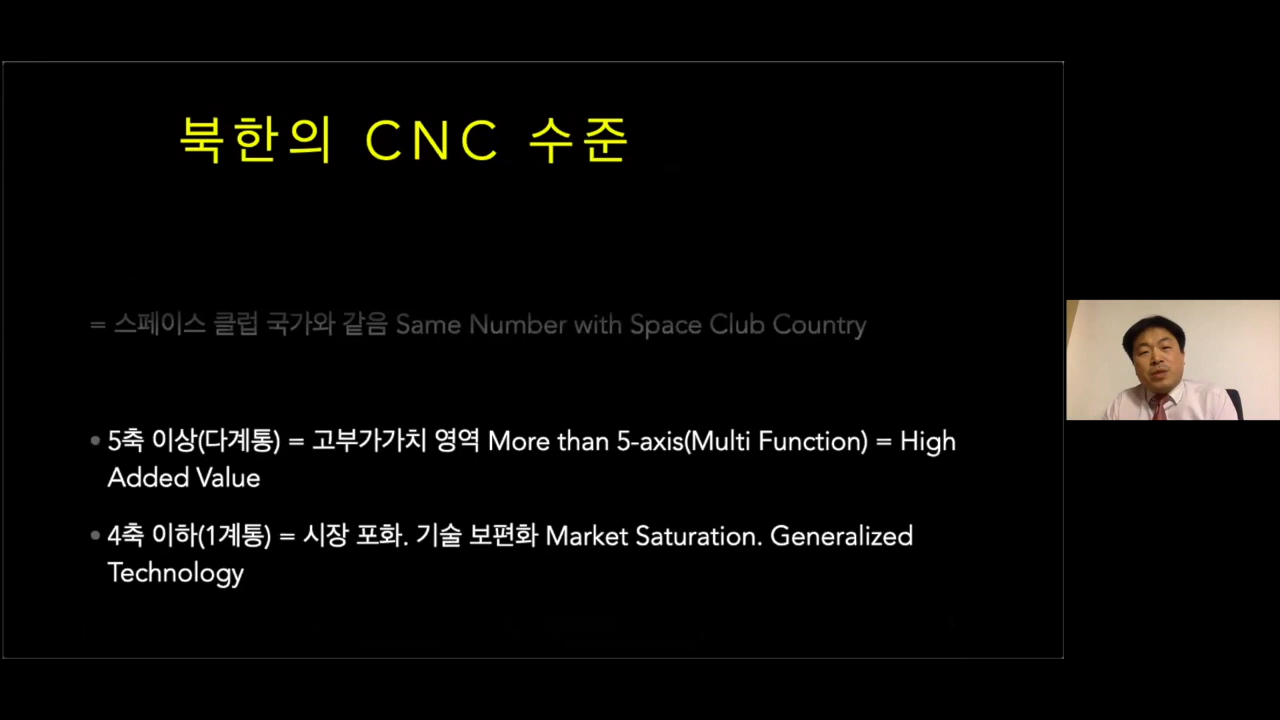 북한의 CNC 수준
= 스페이스 클럽 국가와 같음 Same Number with Space Club Country
• 5축 이상(다계통) = 고부가가치 영역 More than 5-axis(Multi Function) = High
Added Value
• 4축 이하(1계통) = 시장 포화. 기술 보편화 Market Saturation. Generalized
Technology